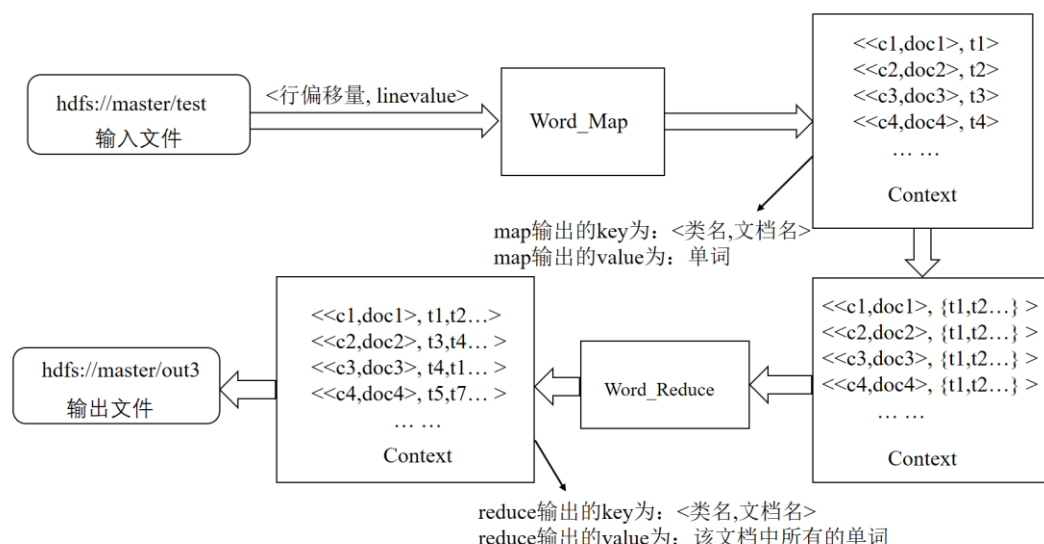 hdfs://master/test
输入文件
<行偏移量, linevalue>
Word_Map
<<c1,doc1>, t1>
<<c2,doc2>, t2>
<<c3,doc3>, t3>
<<c4,doc4>, t4>
… …
Context
map输出的key为：<类名,文档名>
map输出的value为：单词
<<c1,doc1>, {t1,t2…} >
<<c2,doc2>, {t1,t2…} >
<<c3,doc3>, {t1,t2…} >
<<c4,doc4>, {t1,t2…} >
… …
Context
Word_Reduce
<<c1,doc1>, t1,t2…>
<<c2,doc2>, t3,t4… >
<<c3,doc3>, t4,t1… >
<<c4,doc4>, t5,t7… >
… …
Context
hdfs://master/out3
输出文件
reduce输出的key为：<类名,文档名>
reduce输出的value为：该文档中所有的单词